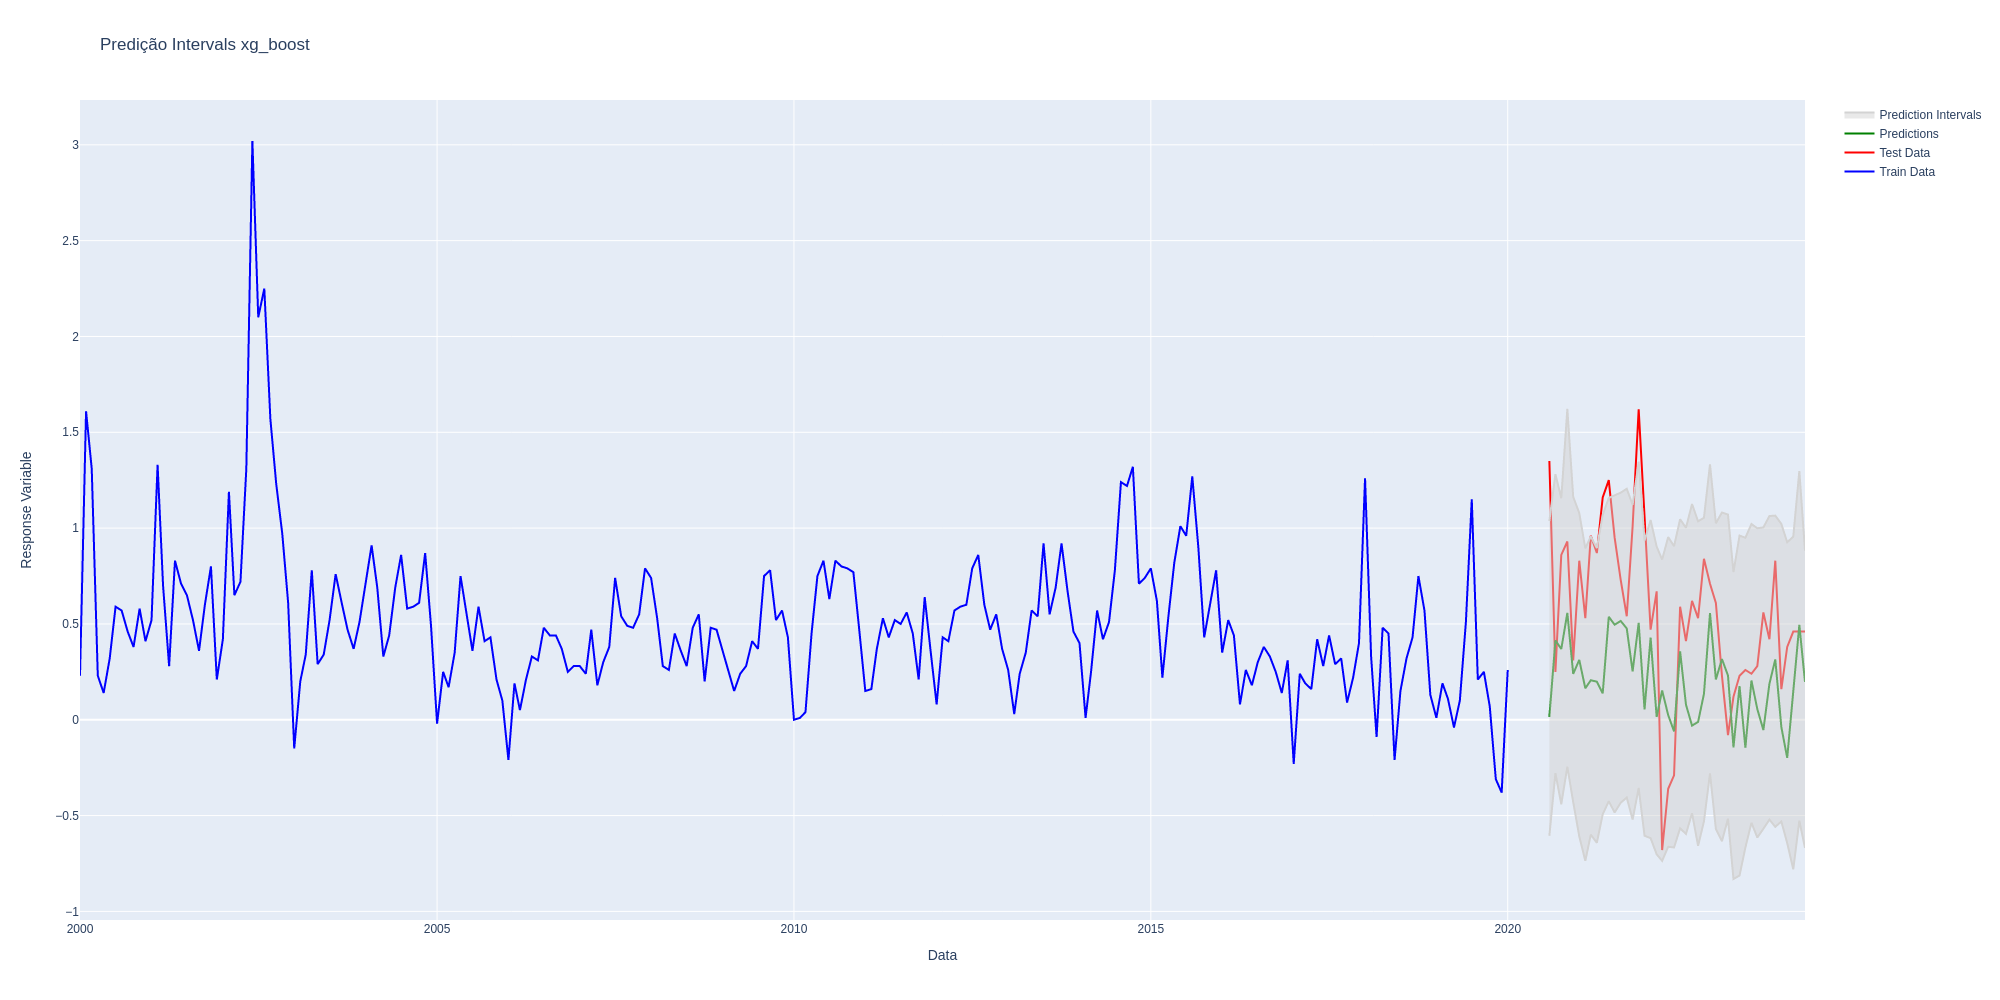 Predição Intervals xg_boost
Prediction Intervals
Predictions
Test Data
Train Data
Response Variable
3
2.5
2
1.5
1
0.5
0
−0.5
−1
2000
2005
2010
2015
2020
Data